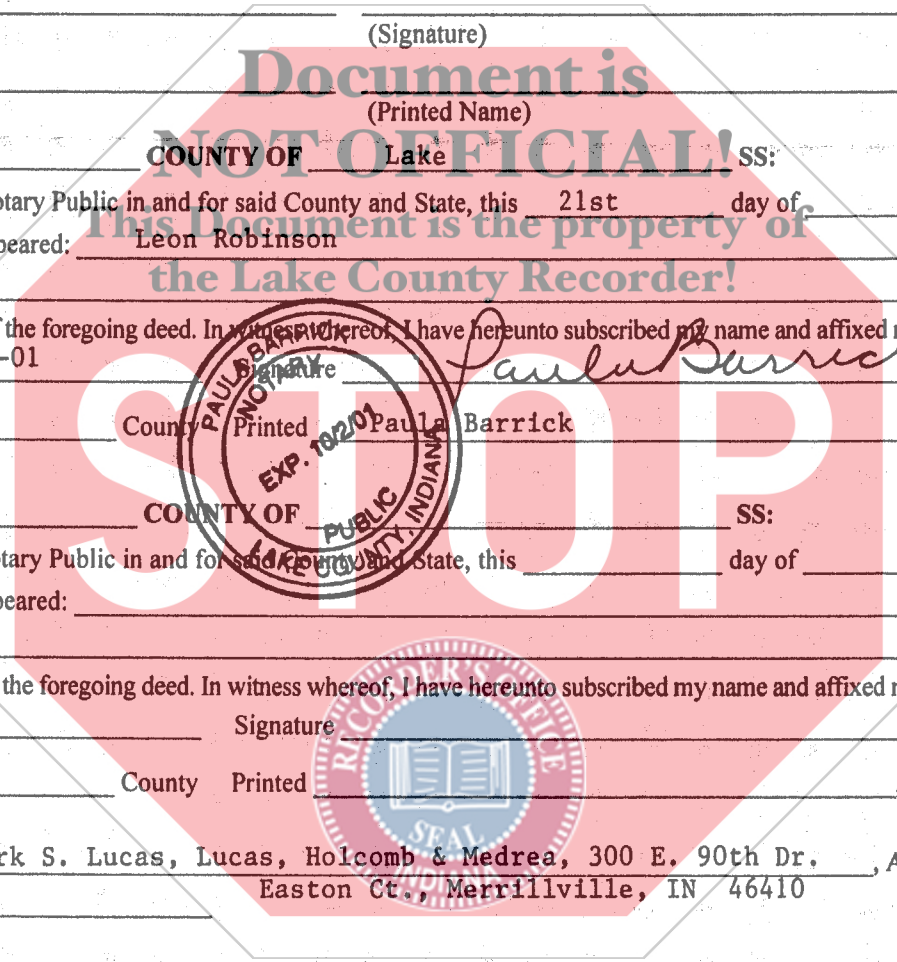 (Signature)
Document is
(Printed Name)
NOT OFFICIAL!
COUNTY OF Lake SS:
otary Public in and for said County and State, this 21st day of
This Document is the property of
peared: Leon Robinson
the Lake County Recorder!
the foregoing deed. In witness whereof, I have hereunto subscribed my name and affixed
-01
Signature Paula Barrick
County Printed Paula Barrick
PAULA BARRICK
NOTARY
EXP. 10/2/01
PUBLIC
LAKE COUNTY, INDIANA
STOP
COUNTY OF SS:
otary Public in and for said County and State, this day of
peared:
the foregoing deed. In witness whereof, I have hereunto subscribed my name and affixed
Signature
County Printed
RECORDER'S OFFICE
SEAL
INDIANA
rk S. Lucas, Lucas, Holcomb & Medrea, 300 E. 90th Dr. , A
Easton Ct., Merrillville, IN 46410